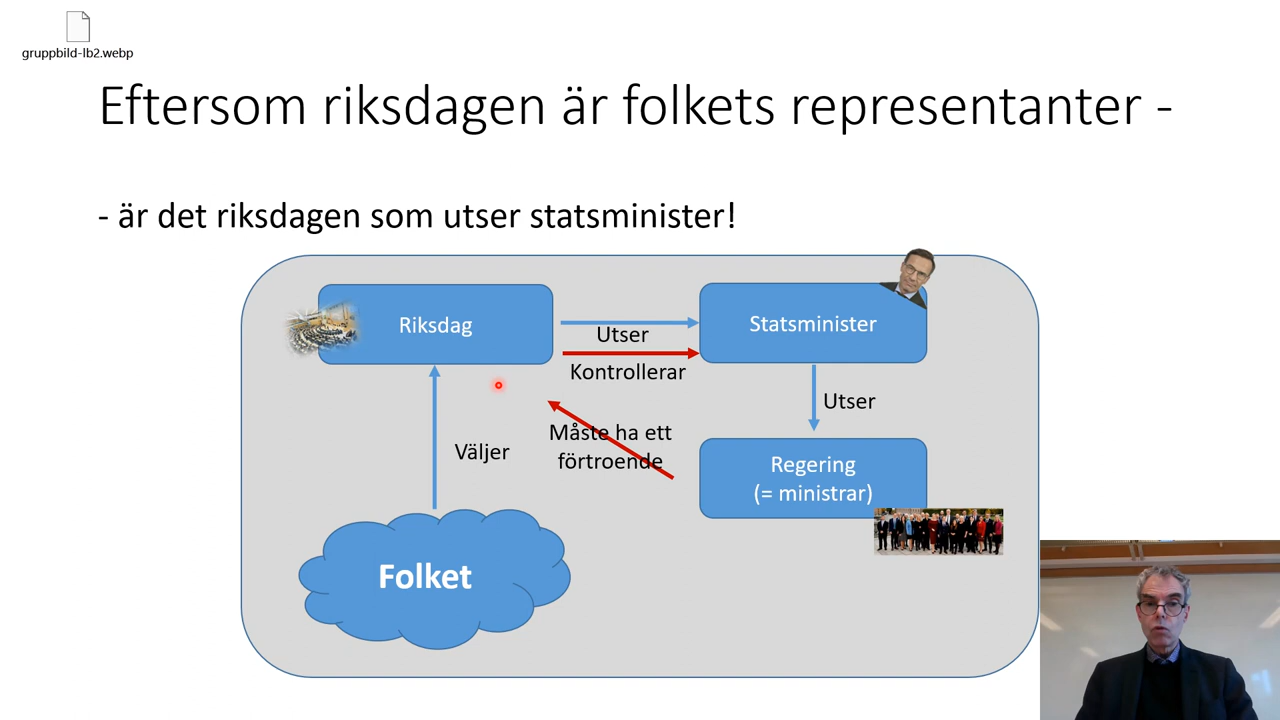 gruppbild-lb2.webp
Eftersom riksdagen är folkets representanter -
- är det riksdagen som utser statsminister!
Riksdag
Utser
Kontrollerar
Statsminister
Utser
Väljer
Måste ha ett
förtroende
Regering
(= ministrar)
Folket